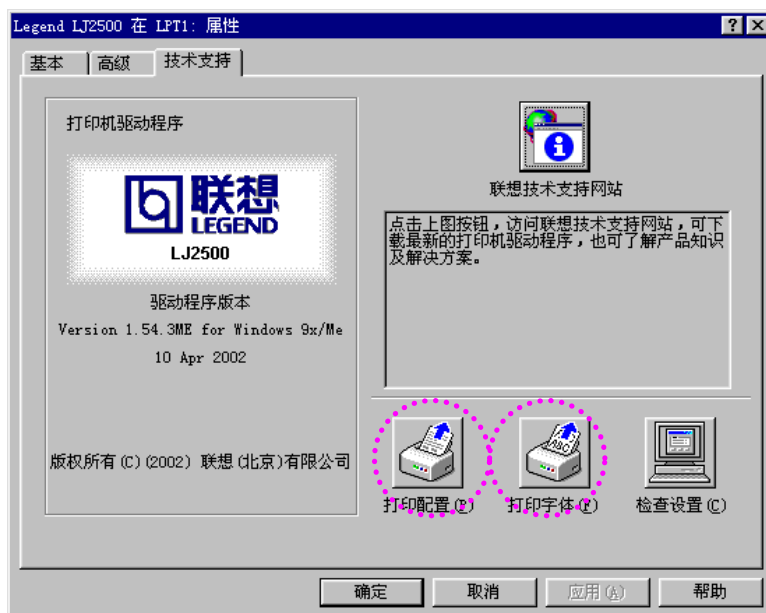 Legend LJ2500 在 LPT1: 属性
基本
高级
技术支持
打印机驱动程序
联想
LEGEND
LJ2500
驱动程序版本
Version 1.54.3ME for Windows 9x/Me
10 Apr 2002
版权所有(C)(2002) 联想(北京)有限公司
联想技术支持网站
点击上图按钮，访问联想技术支持网站，可下
载最新的打印机驱动程序，也可了解产品知识
及解决方案。
打印配置(P)
打印字体(F)
检查设置(C)
确定
取消
应用(A)
帮助